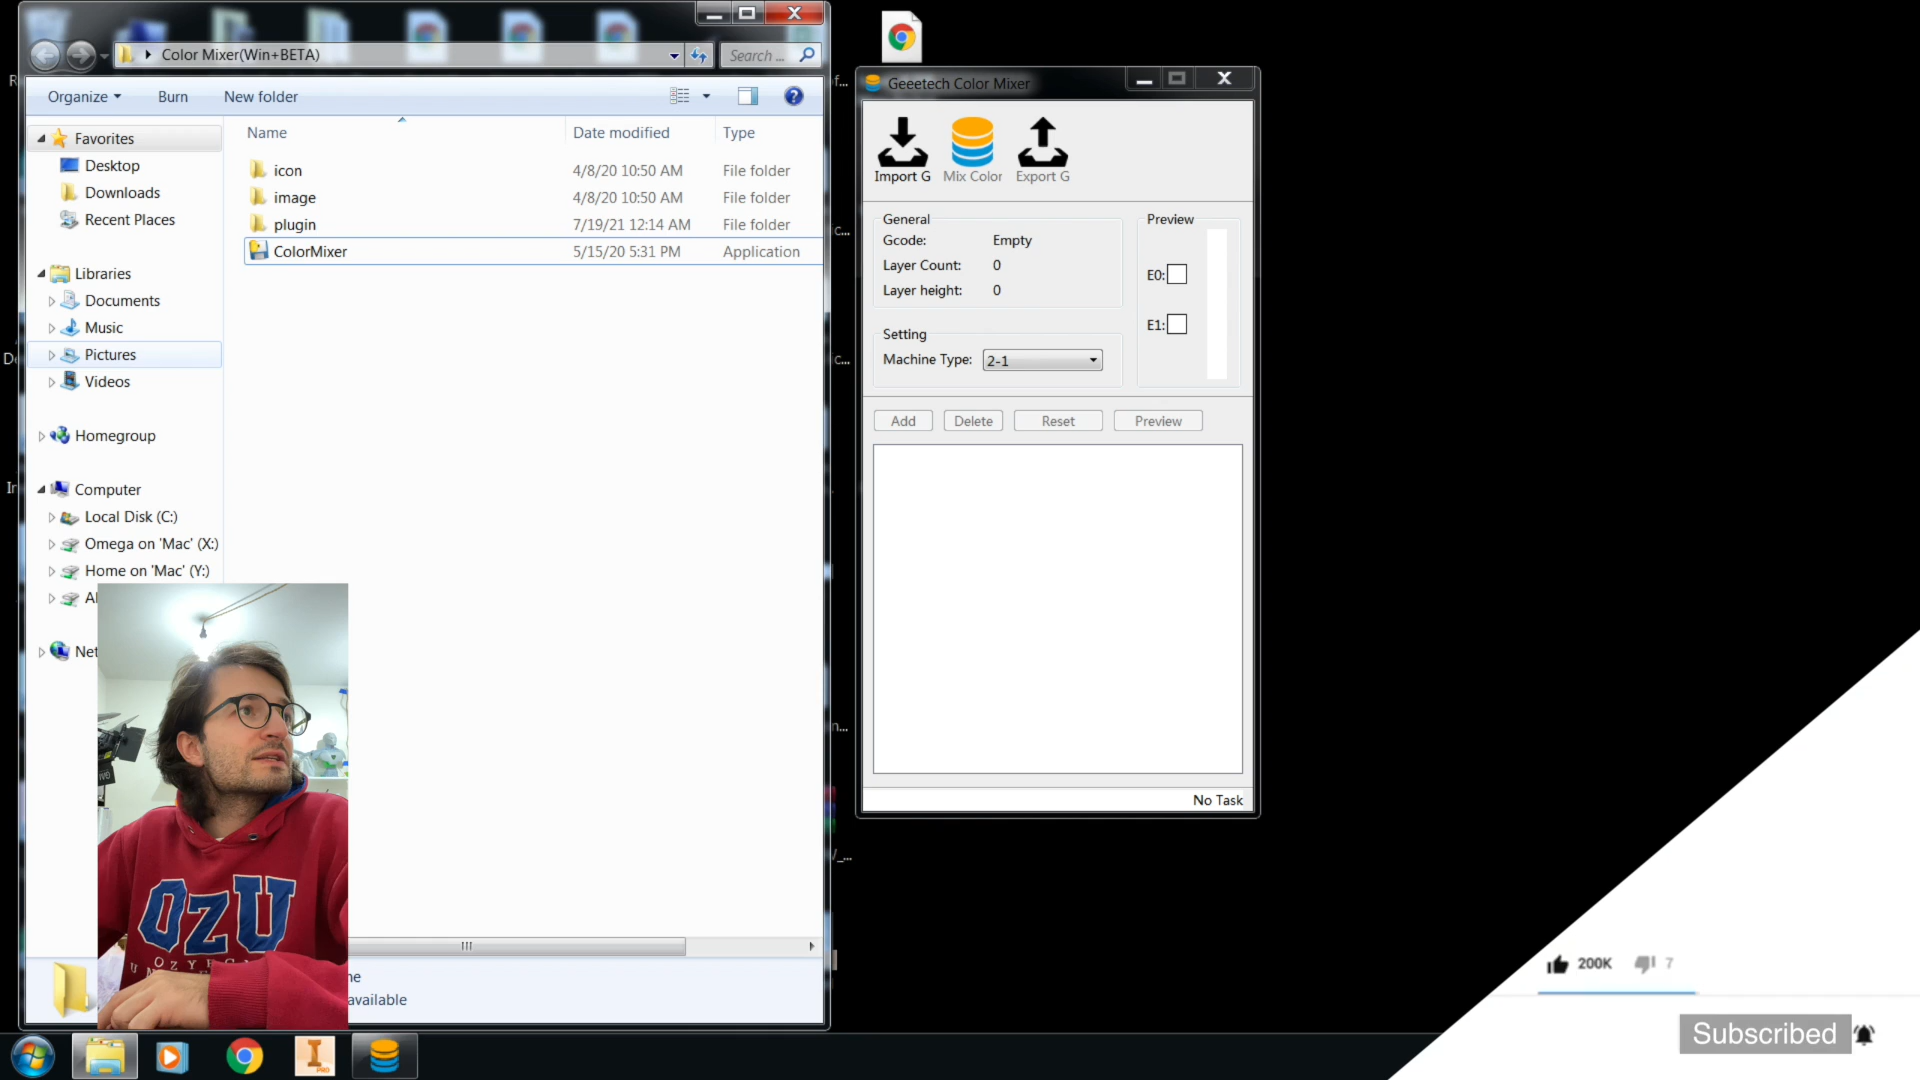 Color Mixer(Win+BETA)
Search ...
Organize
Burn
New folder
Favorites
Desktop
Downloads
Recent Places
Libraries
Documents
Music
Pictures
Videos
Homegroup
Computer
Local Disk (C:)
Omega on 'Mac' (X:)
Home on 'Mac' (Y:)
Name Date modified Type
icon 4/8/20 10:50 AM File folder
image 4/8/20 10:50 AM File folder
plugin 7/19/21 12:14 AM File folder
ColorMixer 5/15/20 5:31 PM Application
available
OZU
Geeetech Color Mixer
Import G Mix Color Export G
General
Gcode: Empty
Layer Count: 0
Layer height: 0
Setting
Machine Type: 2-1
Preview
E0:
E1:
Add Delete Reset Preview
No Task
200K 7
Subscribed
PRO